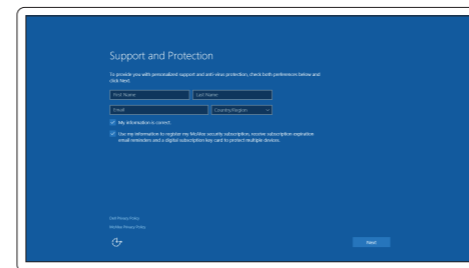 Support and Protection
To provide you with personalized support and anti-virus protection, check both preferences below and
click Next.
First Name
Last Name
Email
Country/Region
My information is correct.
Use my information to register my McAfee security subscription, receive subscription expiration
email reminders and a digital subscription key card to protect multiple devices.
Dell Privacy Policy
McAfee Privacy Policy
Next